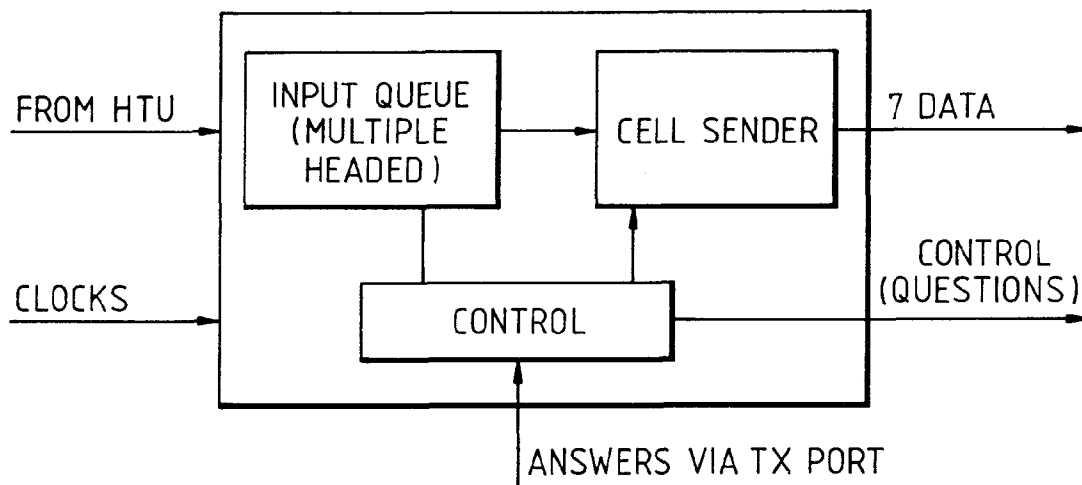 FROM HTU
INPUT QUEUE
(MULTIPLE
HEADED)
CELL SENDER
7 DATA
CLOCKS
CONTROL
CONTROL
(QUESTIONS)
ANSWERS VIA TX PORT